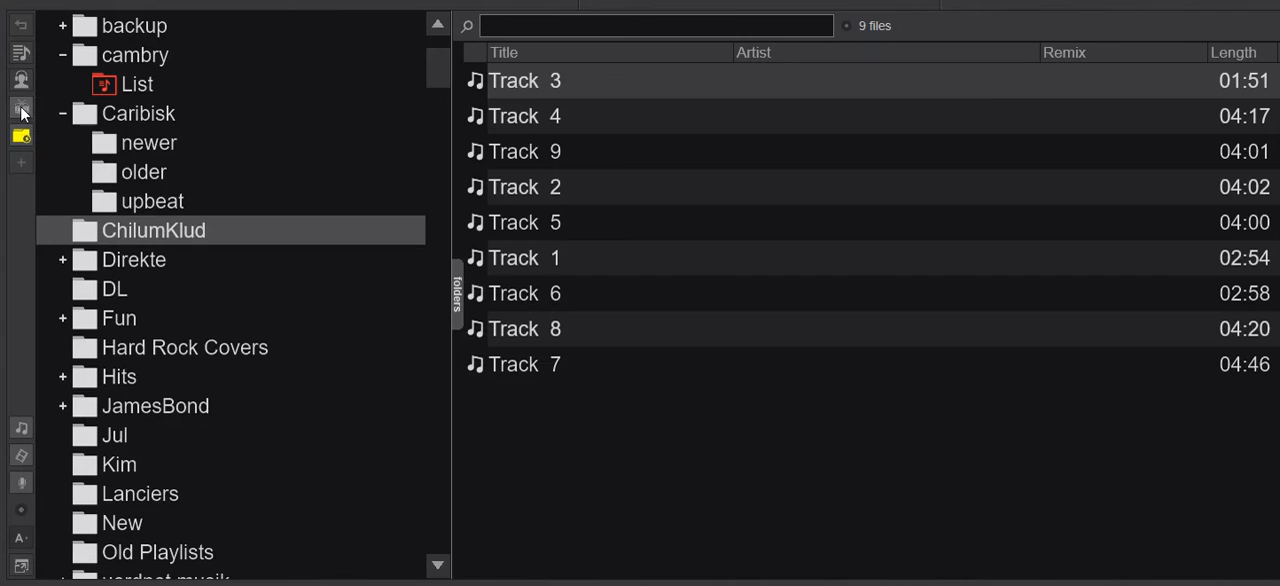 backup
cambry
List
Caribisk
newer
older
upbeat
ChilumKlud
Direkte
DL
Fun
Hard Rock Covers
Hits
JamesBond
Jul
Kim
Lanciers
New
Old Playlists
folders
9 files
Title Artist Remix Length
Track 3 01:51
Track 4 04:17
Track 9 04:01
Track 2 04:02
Track 5 04:00
Track 1 02:54
Track 6 02:58
Track 8 04:20
Track 7 04:46